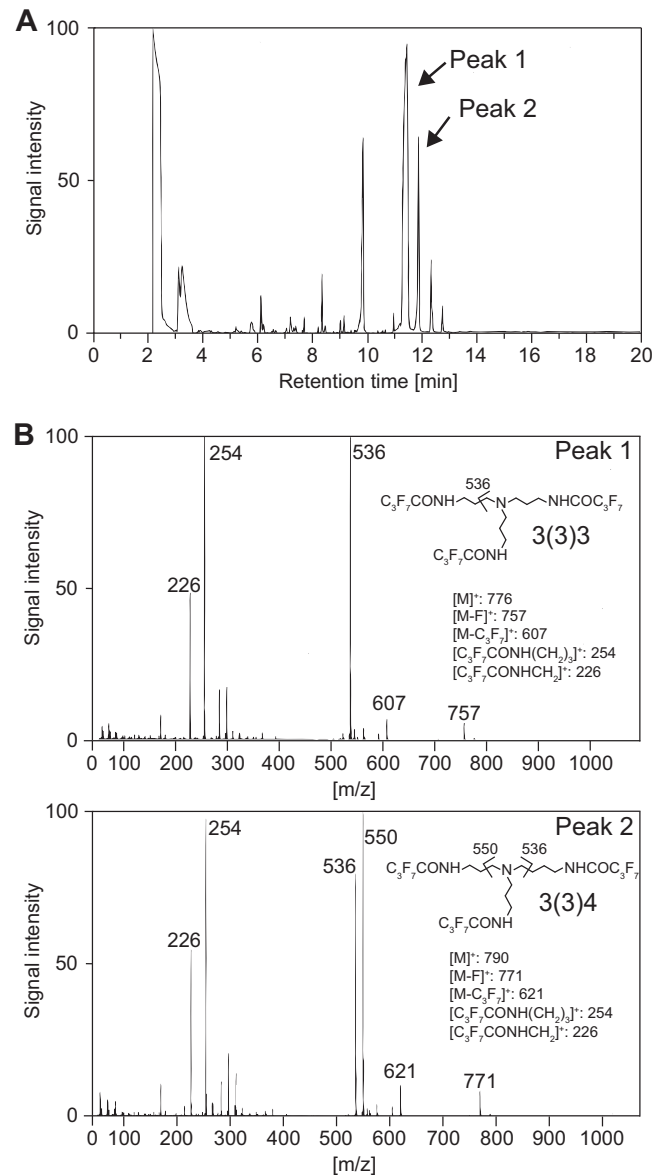 A
Signal intensity
100
50
0
Peak 1
Peak 2
0 2 4 6 8 10 12 14 16 18 20
Retention time [min]
B
Signal intensity
100
50
0
Peak 1
254
536
226
607
757
536
C₃F₇CONH N NHCOC₃F₇
C₃F₇CONH
3(3)3
[M]⁺: 776
[M-F]⁺: 757
[M-C₃F₇]⁺: 607
[C₃F₇CONH(CH₂)₃]⁺: 254
[C₃F₇CONHCH₂]⁺: 226
0 100 200 300 400 500 600 700 800 900 1000
[m/z]
Signal intensity
100
50
0
Peak 2
254
550
536
226
621
771
550 536
C₃F₇CONH N NHCOC₃F₇
C₃F₇CONH
3(3)4
[M]⁺: 790
[M-F]⁺: 771
[M-C₃F₇]⁺: 621
[C₃F₇CONH(CH₂)₃]⁺: 254
[C₃F₇CONHCH₂]⁺: 226
0 100 200 300 400 500 600 700 800 900 1000
[m/z]